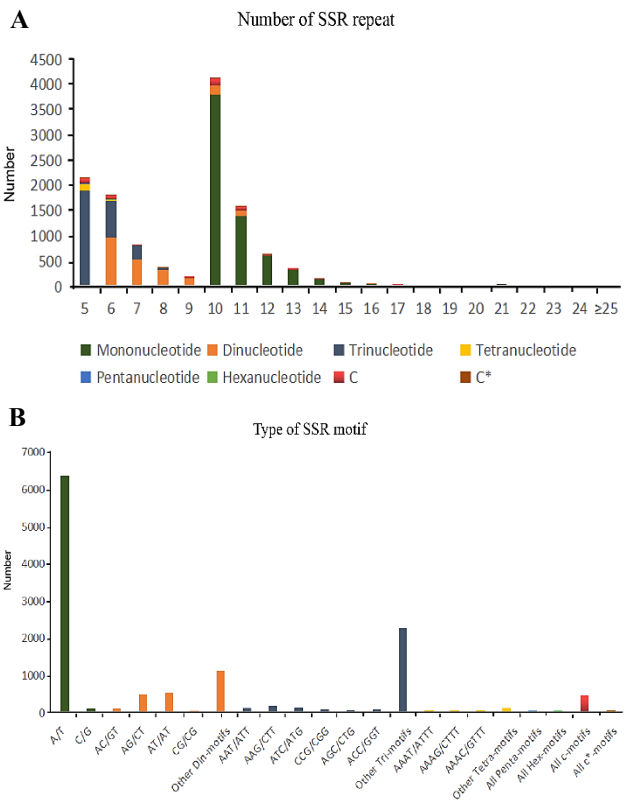 A
Number of SSR repeat
Number
4500
4000
3500
3000
2500
2000
1500
1000
500
0
5 6 7 8 9 10 11 12 13 14 15 16 17 18 19 20 21 22 23 24 ≥25
Mononucleotide Dinucleotide Trinucleotide Tetranucleotide
Pentanucleotide Hexanucleotide C C*
B
Type of SSR motif
Number
7000
6000
5000
4000
3000
2000
1000
0
A/T C/G AC/GT AG/CT AT/AT CG/CG Other Din-motifs AAT/ATT AAG/CTT ATC/ATG CCG/CGG AGC/CTG ACC/GGT Other Tri-motifs AAAT/ATTT AAAG/CTTT AAAC/GTTT Other Tetra-motifs All Penta-motifs All Hex-motifs All c-motifs All c*-motifs